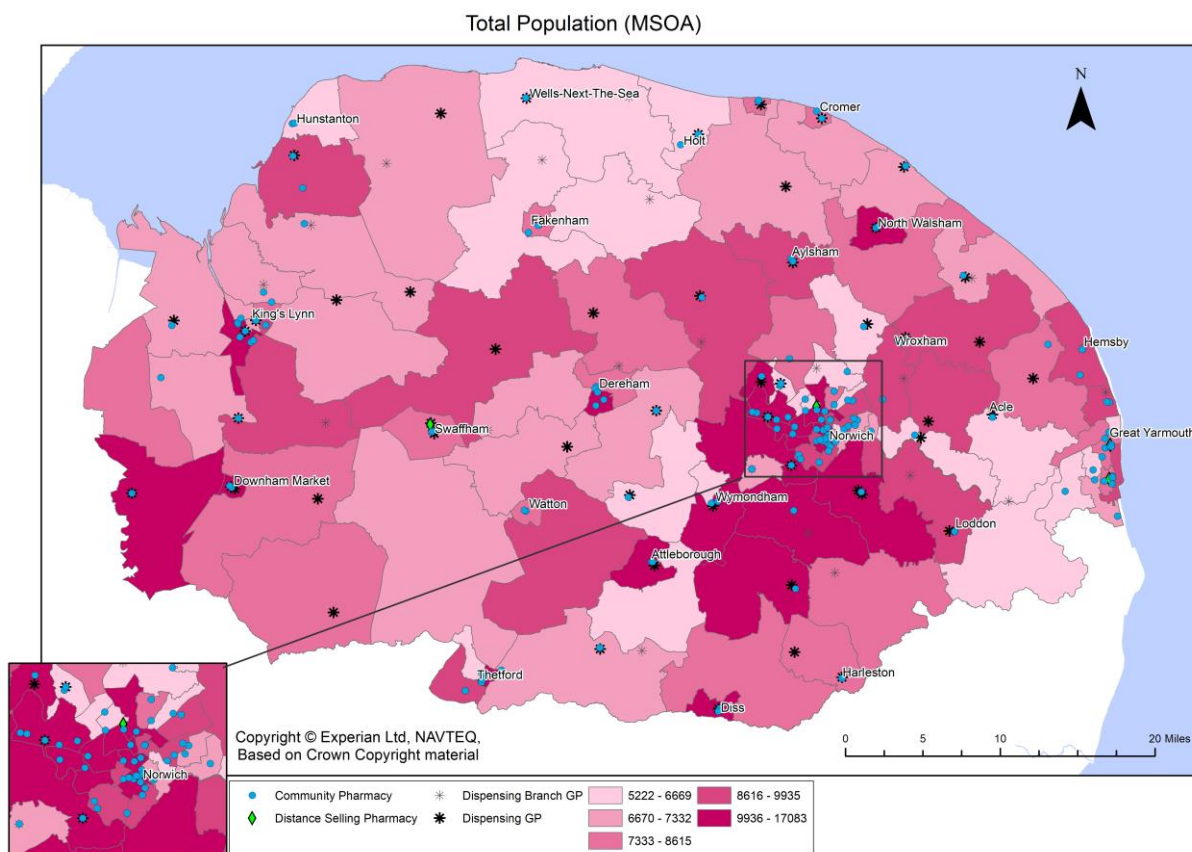 Total Population (MSOA)
N
Wells-Next-The-Sea
Cromer
Hunstanton
Holt
Fakenham
North Walsham
Aylsham
King's Lynn
Wroxham
Hemsby
Dereham
Acle
Swaffham
Norwich
Great Yarmouth
Downham Market
Watton
Wymondham
Loddon
Attleborough
Thetford
Harleston
Diss
Norwich
Copyright © Experian Ltd, NAVTEQ,
Based on Crown Copyright material
0 5 10 20 Miles
Community Pharmacy
Distance Selling Pharmacy
Dispensing Branch GP
Dispensing GP
5222 - 6669
6670 - 7332
7333 - 8615
8616 - 9935
9936 - 17083